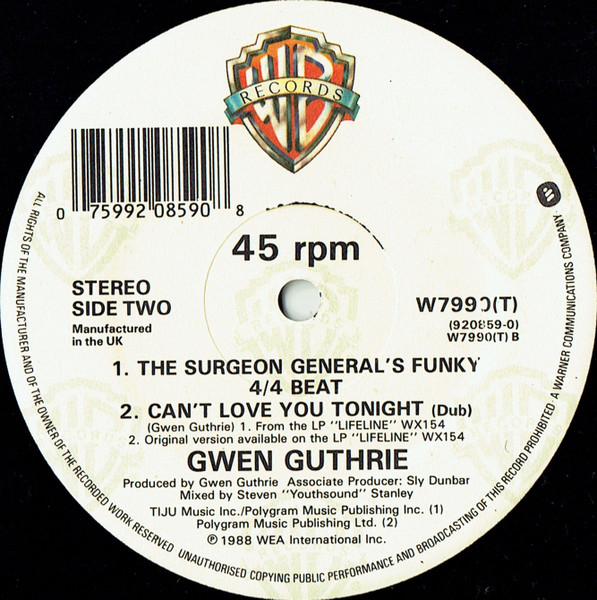 WB
RECORDS
0 75992 08590 8
45 rpm
STEREO
SIDE TWO
Manufactured
in the UK
W7990(T)
(920859-0)
W7990(T) B
1. THE SURGEON GENERAL'S FUNKY
4/4 BEAT
2. CAN'T LOVE YOU TONIGHT (Dub)
(Gwen Guthrie) 1. From the LP "LIFELINE" WX154
2. Original version available on the LP "LIFELINE" WX154
GWEN GUTHRIE
Produced by Gwen Guthrie Associate Producer: Sly Dunbar
Mixed by Steven "Youthsound" Stanley
TIJU Music Inc./Polygram Music Publishing Inc. (1)
Polygram Music Publishing Ltd. (2)
℗ 1988 WEA International Inc.
ALL RIGHTS OF THE MANUFACTURER AND OF THE OWNER OF THE RECORDED WORK RESERVED UNAUTHORISED COPYING PUBLIC PERFORMANCE AND BROADCASTING OF THIS RECORD PROHIBITED A WARNER COMMUNICATIONS COMPANY